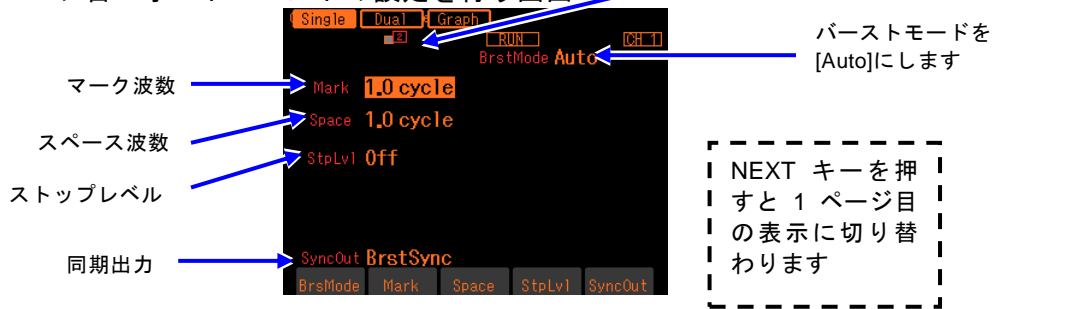 Single Dual Graph
2
RUN CH 1
BrstMode Auto
バーストモードを
[Auto]にします
マーク波数
Mark 1.0 cycle
スペース波数
Space 1.0 cycle
ストップレベル
StpLvl Off
NEXT キーを押
すと 1 ページ目
の表示に切り替
わります
同期出力
SyncOut BrstSync
BrsMode Mark Space StpLvl SyncOut